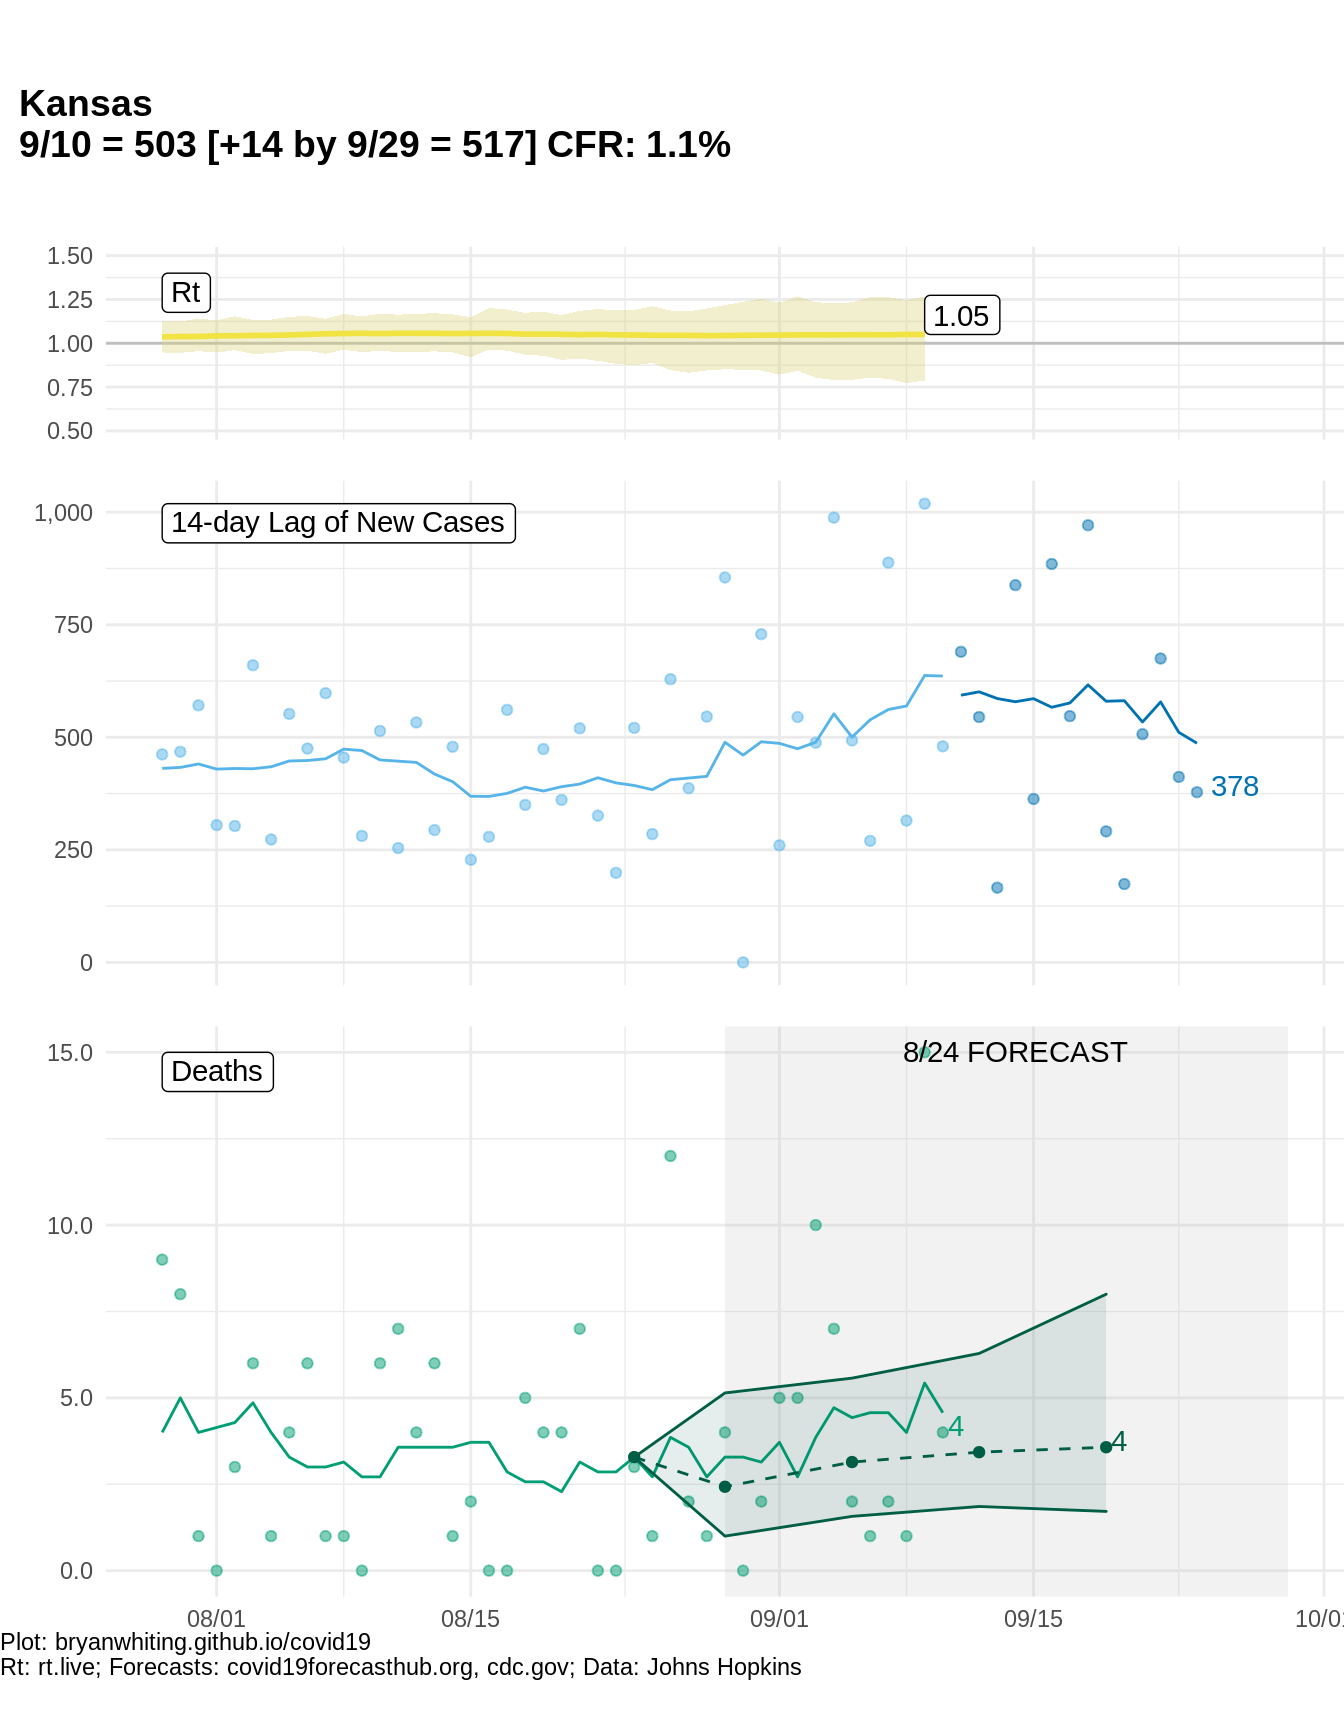 Kansas
9/10 = 503 [+14 by 9/29 = 517] CFR: 1.1%
1.50
1.25
1.00
0.75
0.50
Rt
1.05
1,000
750
500
250
0
14-day Lag of New Cases
378
15.0
10.0
5.0
0.0
Deaths
8/24 FORECAST
4
4
08/01 08/15 09/01 09/15 10/01
Plot: bryanwhiting.github.io/covid19
Rt: rt.live; Forecasts: covid19forecasthub.org, cdc.gov; Data: Johns Hopkins